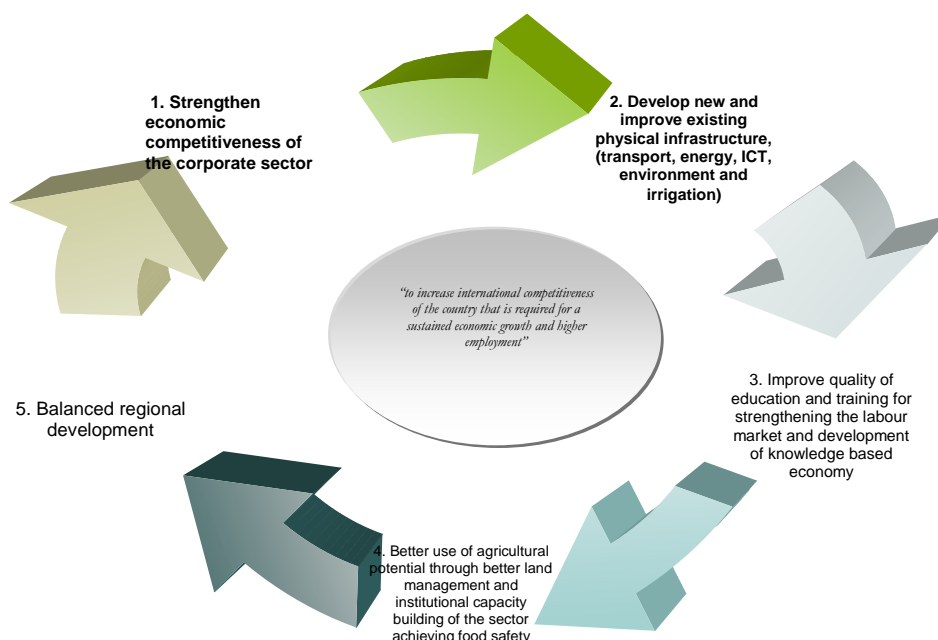 1. Strengthen
economic
competitiveness of
the corporate sector
2. Develop new and
improve existing
physical infrastructure,
(transport, energy, ICT,
environment and
irrigation)
"to increase international competitiveness
of the country that is required for a
sustained economic growth and higher
employment"
3. Improve quality of
education and training for
strengthening the labour
market and development
of knowledge based
economy
4. Better use of agricultural
potential through better land
management and
institutional capacity
building of the sector
achieving food safety
5. Balanced regional
development